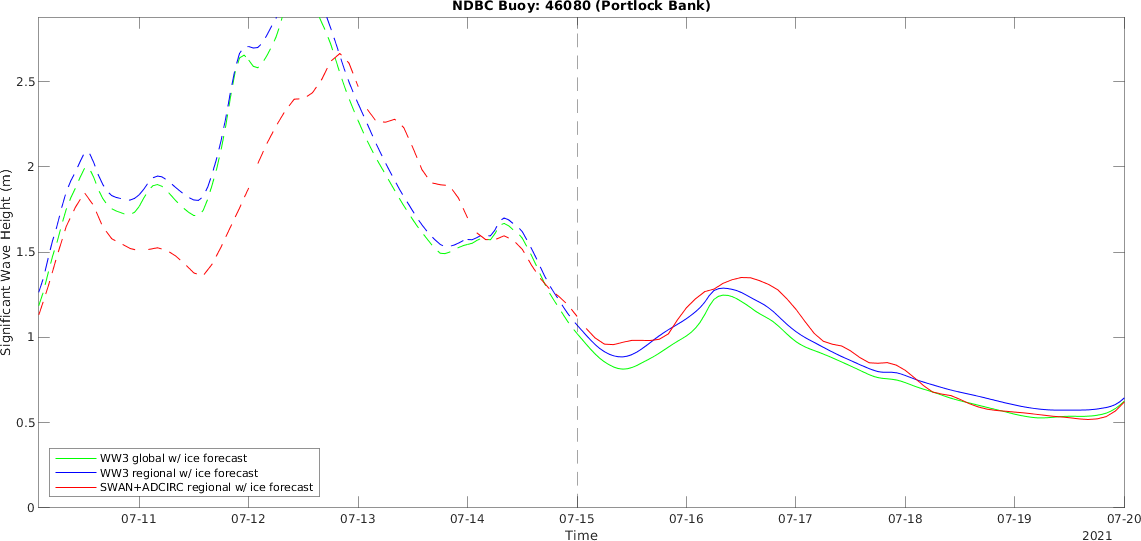 NDBC Buoy: 46080 (Portlock Bank)
Significant Wave Height (m)
2.5
2
1.5
1
0.5
0
WW3 global w/ ice forecast
WW3 regional w/ ice forecast
SWAN+ADCIRC regional w/ ice forecast
07-11 07-12 07-13 07-14 07-15 07-16 07-17 07-18 07-19 07-20
Time
2021